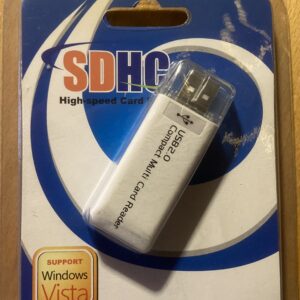 SDHC
High-speed Card
USB2.0
Compact Multi Card Reader
SUPPORT
Windows
Vista